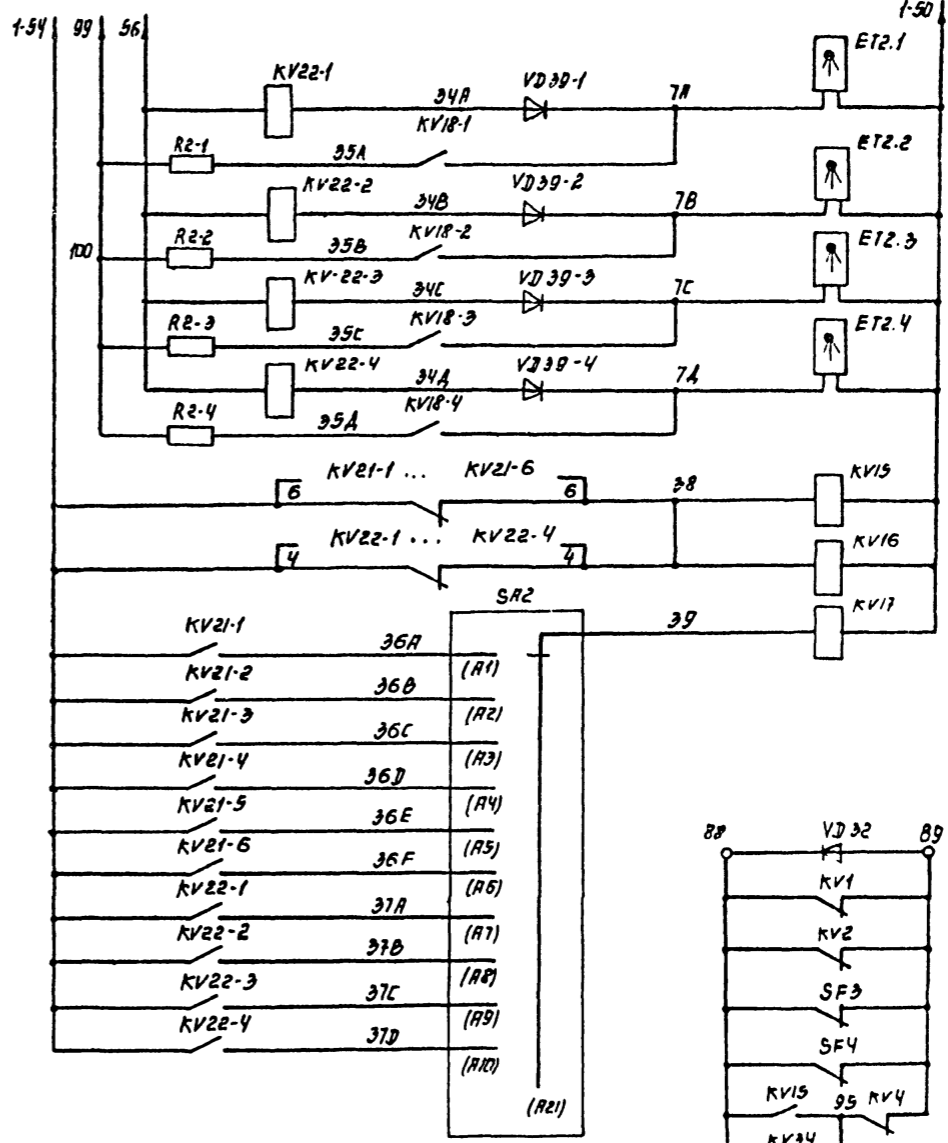 1-54 99 56 1-50
ET2.1
KV22-1 VD39-1
34A 7A
KV18-1
R2-1 35A ET2.2
KV22-2 VD39-2
34B 7B
R2-2 KV18-2
100 35B ET2.3
KV-22-3 VD39-3
34C 7C
R2-3 KV18-3
35C ET2.4
KV22-4 VD39-4
34Д 7Д
R2-4 KV18-4
35Д
KV21-1 ... KV21-6 KV15
6 6 38
KV22-1 ... KV22-4 KV16
4 4
SA2 KV17
39
KV21-1 36A (A1)
KV21-2 36B (A2)
KV21-3 36C (A3)
KV21-4 36D (A4)
KV21-5 36E (A5)
KV21-6 36F (A6)
KV22-1 37A (A7)
KV22-2 37B (A8)
KV22-3 37C (A9)
KV22-4 37D (A10)
(A21)
88 VD32 89
KV1
KV2
SF3
SF4
KV15 95 KV4
KV34